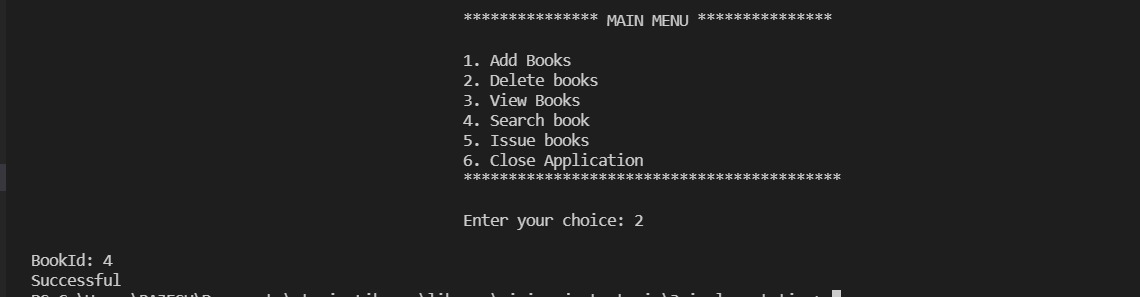 *************** MAIN MENU ***************
1. Add Books
2. Delete books
3. View Books
4. Search book
5. Issue books
6. Close Application
******************************************
Enter your choice: 2
BookId: 4
Successful